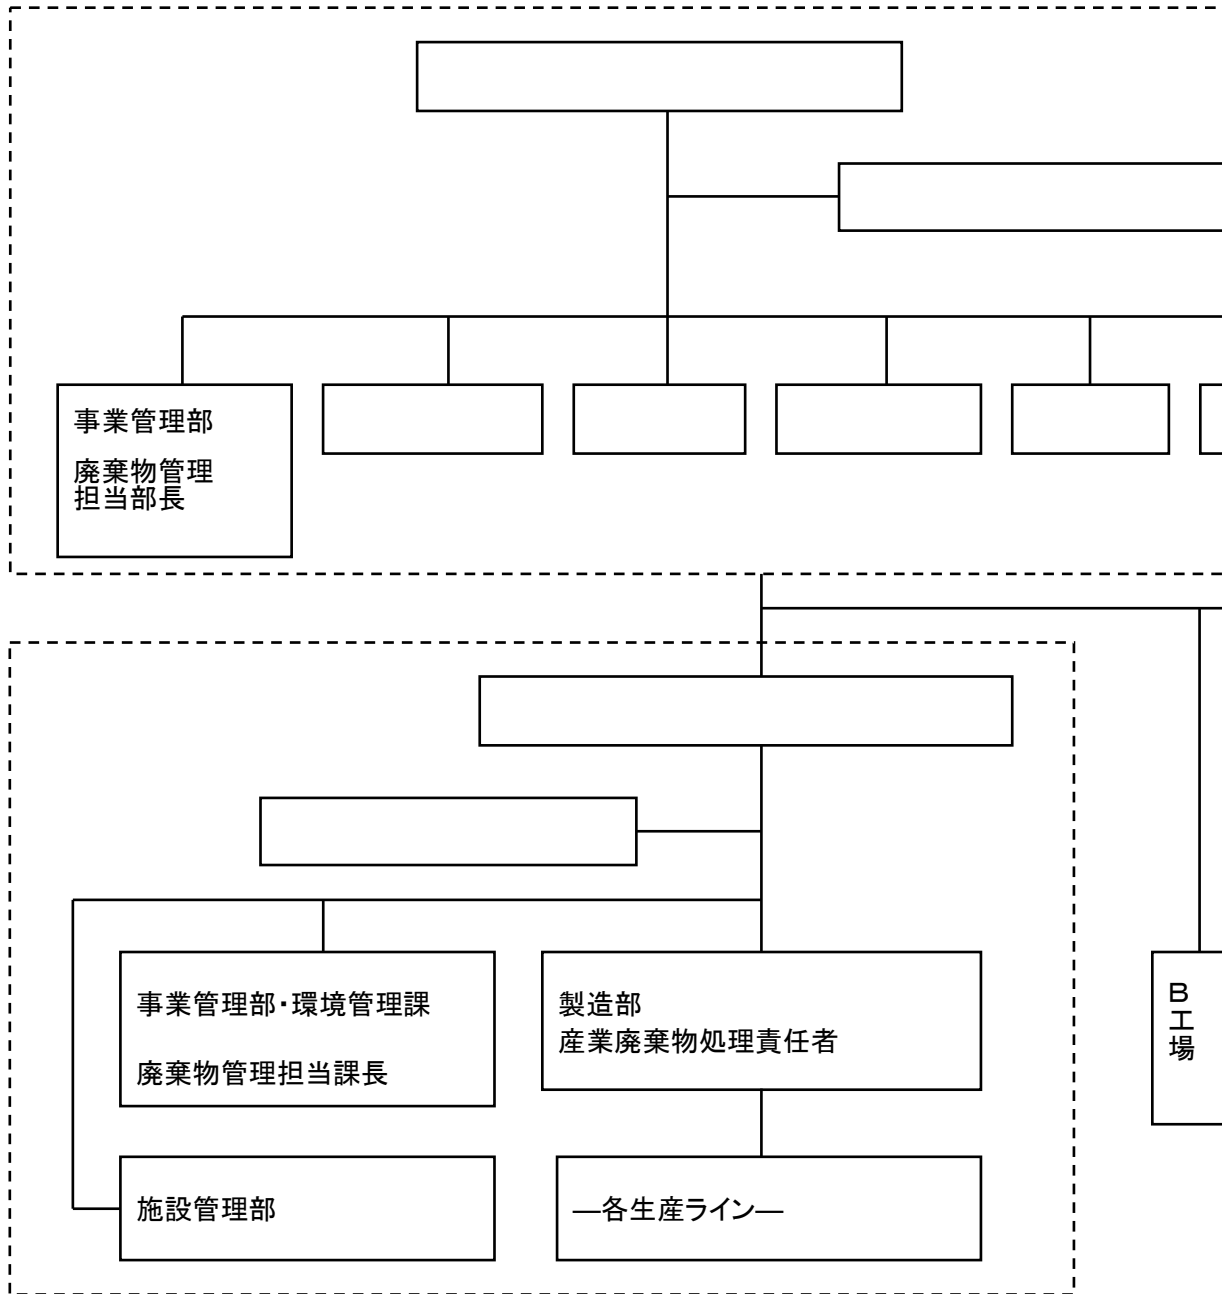 事業管理部
廃棄物管理
担当部長
事業管理部・環境管理課
廃棄物管理担当課長
製造部
産業廃棄物処理責任者
B工場
施設管理部
―各生産ライン―